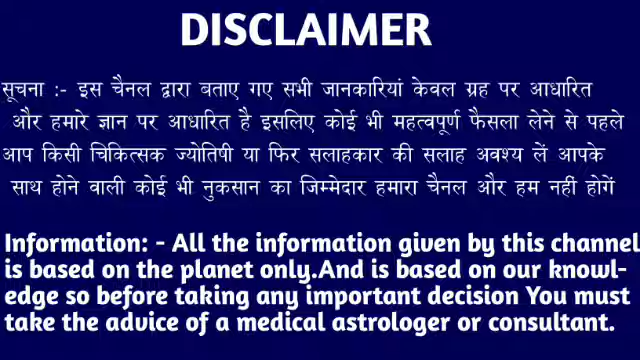 DISCLAIMER
सूचना :- इस चैनल द्वारा बताए गए सभी जानकारियां केवल ग्रह पर आधारित
और हमारे ज्ञान पर आधारित है इसलिए कोई भी महत्वपूर्ण फैसला लेने से पहले
आप किसी चिकित्सक ज्योतिषी या फिर सलाहकार की सलाह अवश्य लें आपके
साथ होने वाली कोई भी नुकसान का जिम्मेदार हमारा चैनल और हम नहीं होगें
Information: - All the information given by this channel
is based on the planet only.And is based on our knowl-
edge so before taking any important decision You must
take the advice of a medical astrologer or consultant.